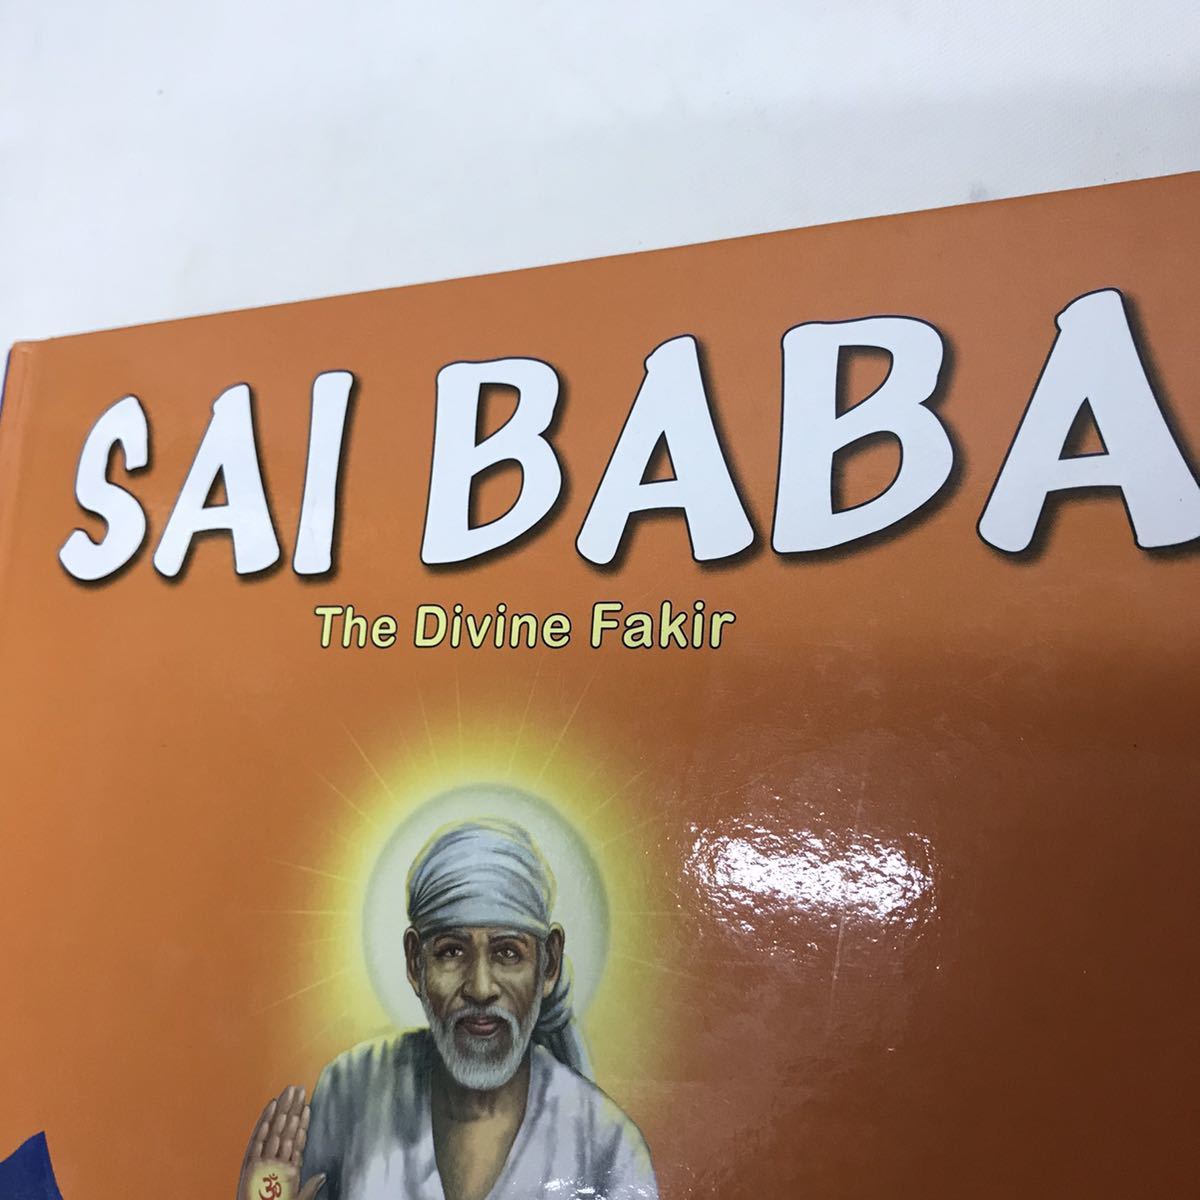 SAI BABA
The Divine Fakir
ॐ